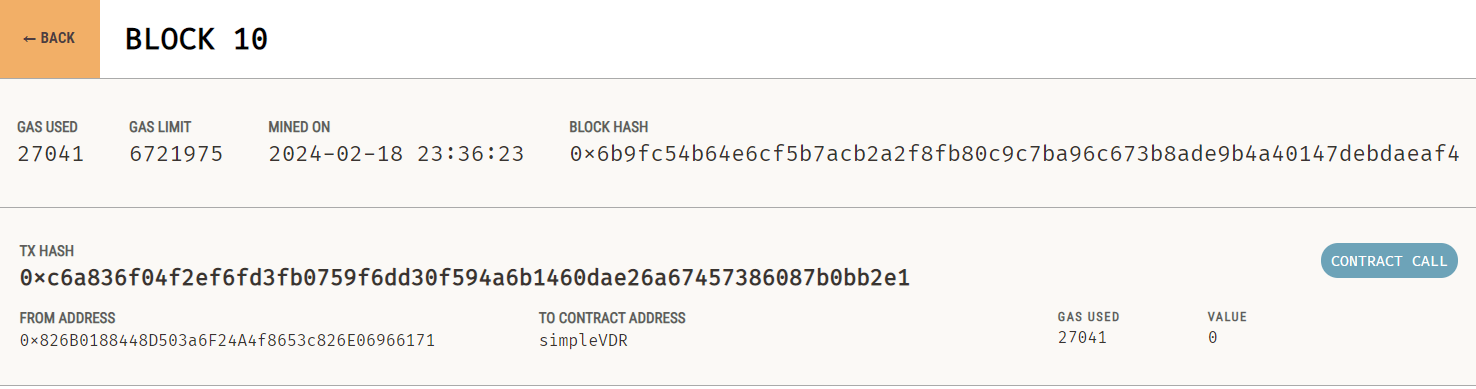 ← BACK BLOCK 10
GAS USED GAS LIMIT MINED ON BLOCK HASH
27041 6721975 2024-02-18 23:36:23 0×6b9fc54b64e6cf5b7acb2a2f8fb80c9c7ba96c673b8ade9b4a40147debdaeaf4
TX HASH
0×c6a836f04f2ef6fd3fb0759f6dd30f594a6b1460dae26a67457386087b0bb2e1
CONTRACT CALL
FROM ADDRESS TO CONTRACT ADDRESS GAS USED VALUE
0×826B0188448D503a6F24A4f8653c826E06966171 simpleVDR 27041 0